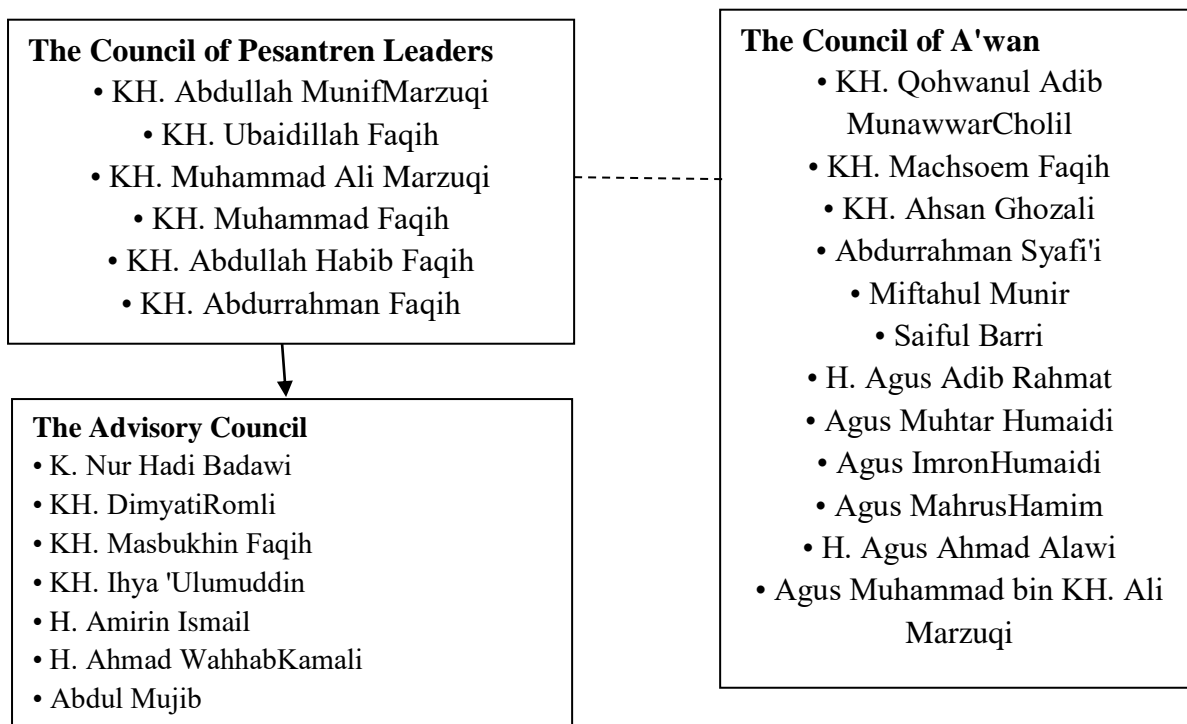 The Council of Pesantren Leaders
• KH. Abdullah MunifMarzuqi
• KH. Ubaidillah Faqih
• KH. Muhammad Ali Marzuqi
• KH. Muhammad Faqih
• KH. Abdullah Habib Faqih
• KH. Abdurrahman Faqih
The Council of A'wan
• KH. Qohwanul Adib
MunawwarCholil
• KH. Machsoem Faqih
• KH. Ahsan Ghozali
• Abdurrahman Syafi'i
• Miftahul Munir
• Saiful Barri
• H. Agus Adib Rahmat
• Agus Muhtar Humaidi
• Agus ImronHumaidi
• Agus MahrusHamim
• H. Agus Ahmad Alawi
• Agus Muhammad bin KH. Ali
Marzuqi
The Advisory Council
• K. Nur Hadi Badawi
• KH. DimyatiRomli
• KH. Masbukhin Faqih
• KH. Ihya 'Ulumuddin
• H. Amirin Ismail
• H. Ahmad WahhabKamali
• Abdul Mujib